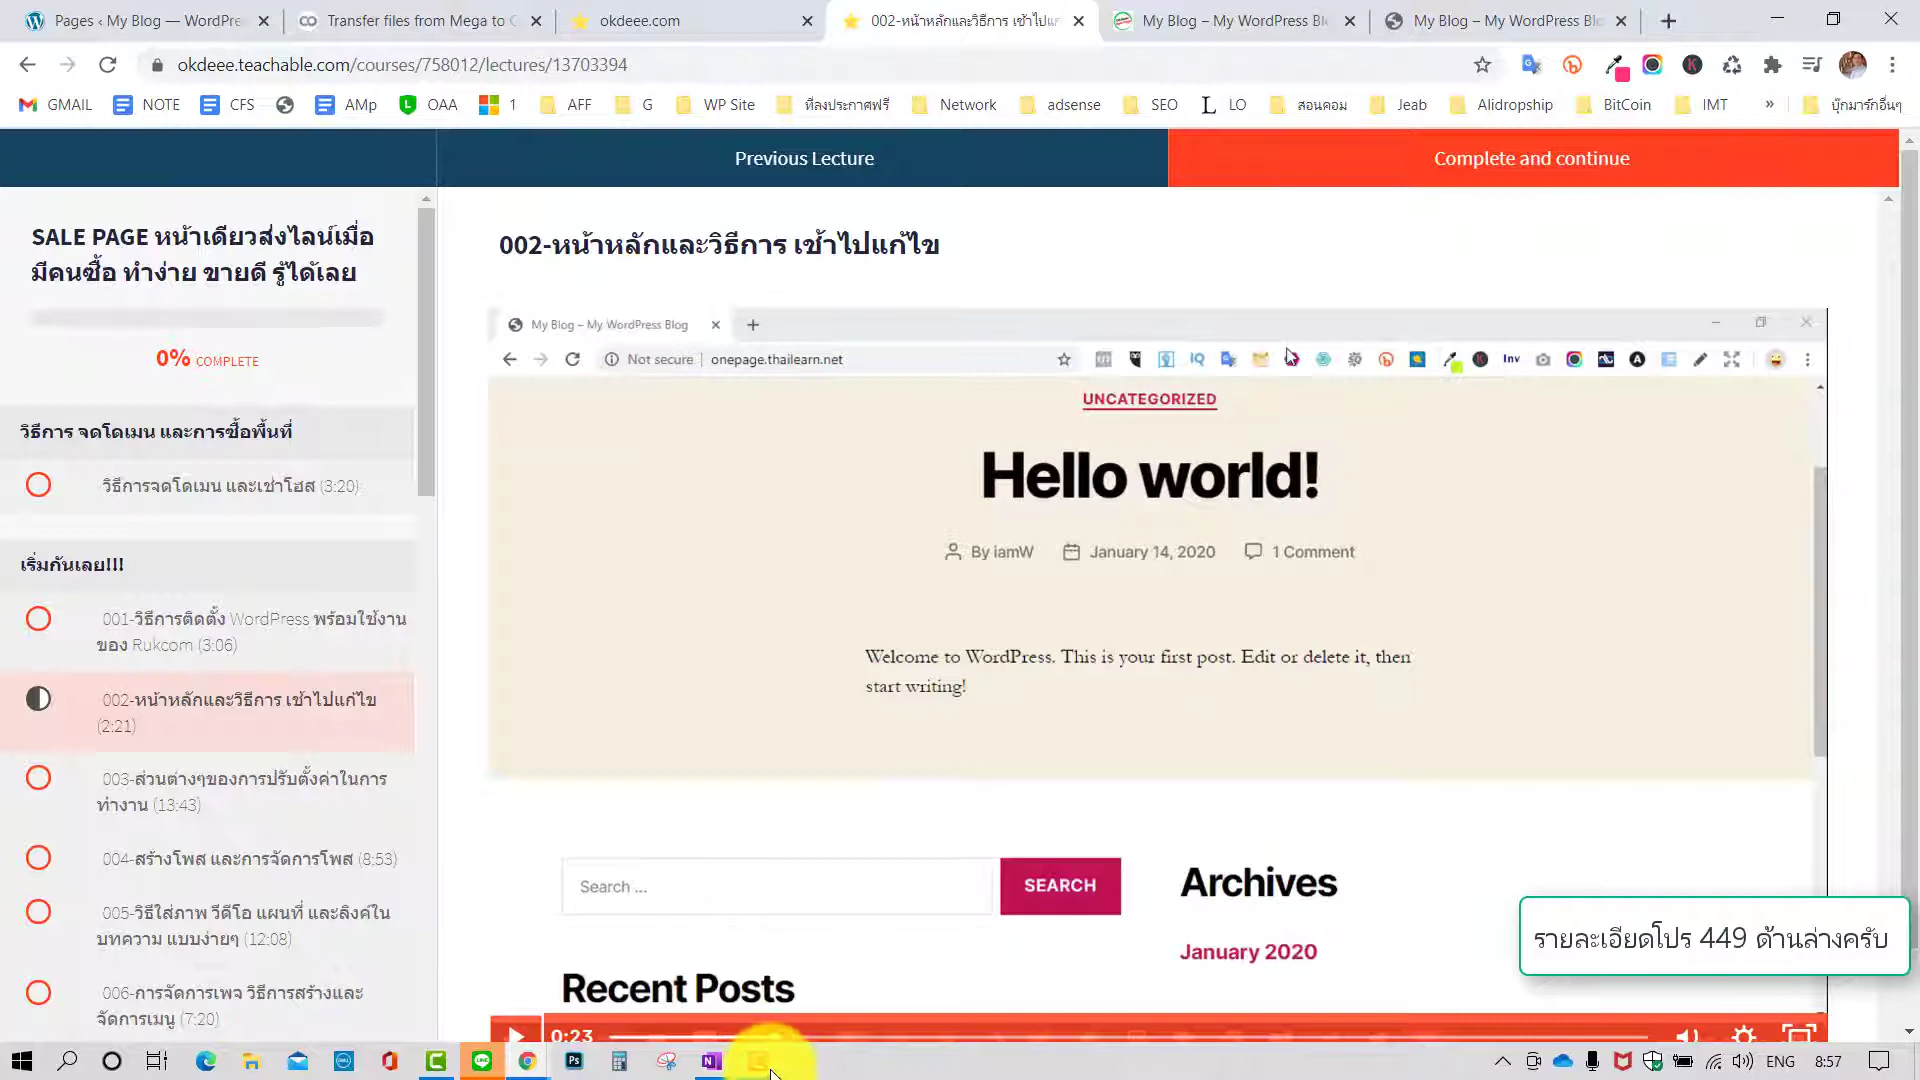 Pages ‹ My Blog — WordPre
Transfer files from Mega to
okdeee.com
002-หน้าหลักและวิธีการ เข้าไปแก
My Blog – My WordPress Bl
My Blog – My WordPress Blo
okdeee.teachable.com/courses/758012/lectures/13703394
GMAIL
NOTE
CFS
AMp
OAA
1
AFF
G
WP Site
ที่ลงประกาศฟรี
Network
adsense
SEO
LO
สอนคอม
Jeab
Alidropship
BitCoin
IMT
»
บุ๊กมาร์กอื่นๆ
Previous Lecture
Complete and continue
SALE PAGE หน้าเดียวส่งไลน์เมื่อ
มีคนซื้อ ทำง่าย ขายดี รู้ได้เลย
0% COMPLETE
วิธีการ จดโดเมน และการซื้อพื้นที่
วิธีการจดโดเมน และเช่าโฮส (3:20)
เริ่มกันเลย!!!
001-วิธีการติดตั้ง WordPress พร้อมใช้งาน
ของ Rukcom (3:06)
002-หน้าหลักและวิธีการ เข้าไปแก้ไข
(2:21)
003-ส่วนต่างๆของการปรับตั้งค่าในการ
ทำงาน (13:43)
004-สร้างโพส และการจัดการโพส (8:53)
005-วิธีใส่ภาพ วีดีโอ แผนที่ และลิงค์ใน
บทความ แบบง่ายๆ (12:08)
006-การจัดการเพจ วิธีการสร้างและ
จัดการเมนู (7:20)
002-หน้าหลักและวิธีการ เข้าไปแก้ไข
My Blog – My WordPress Blog
Not secure | onepage.thailearn.net
IQ
Inv
UNCATEGORIZED
Hello world!
By iamW
January 14, 2020
1 Comment
Welcome to WordPress. This is your first post. Edit or delete it, then
start writing!
Search ...
SEARCH
Archives
January 2020
Recent Posts
รายละเอียดโปร 449 ด้านล่างครับ
0:23
ENG
8:57